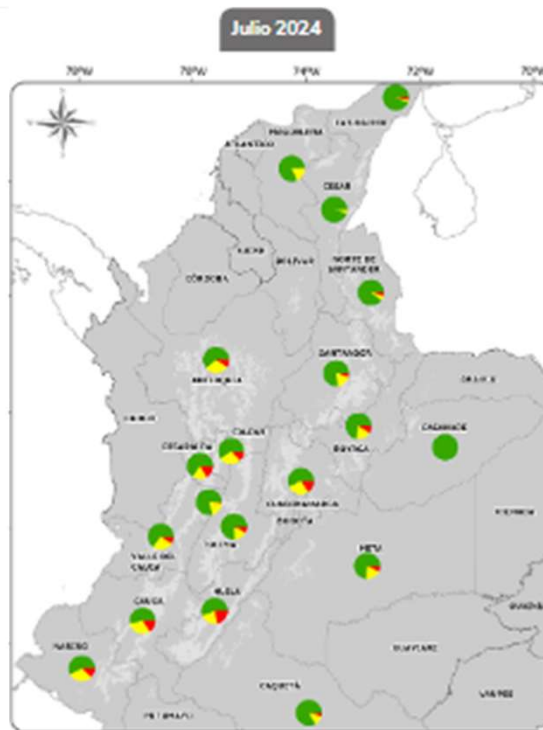 Julio 2024
78°W 76°W 74°W 72°W 70°W
LA GUAJIRA
MAGDALENA
ATLÁNTICO
CESAR
SUCRE
BOLÍVAR
NORTE DE
SANTANDER
CÓRDOBA
SANTANDER
ANTIOQUIA
ARAUCA
CHOCÓ
CALDAS
CASANARE
RISARALDA
BOYACÁ
CUNDINAMARCA
BOGOTÁ
VICHADA
TOLIMA
META
VALLE DEL
CAUCA
HUILA
CAUCA
GUAINÍA
NARIÑO
GUAVIARE
CAQUETÁ
VAUPÉS
PUTUMAYO